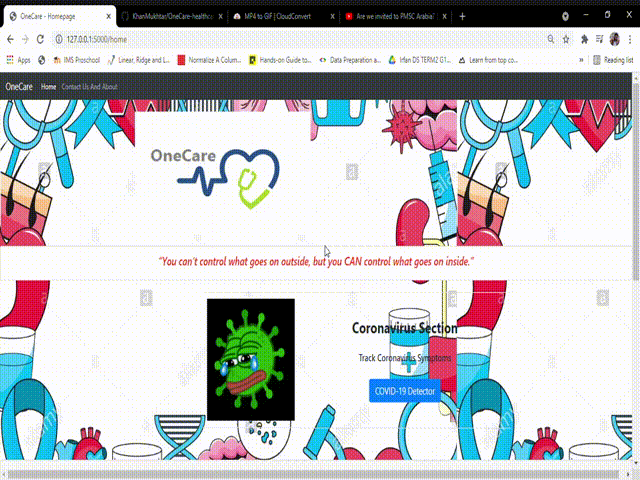 OneCare - Homepage
KhanMukhtar/OneCare-healthca
MP4 to GIF | CloudConvert
Are we invited to PMSC Arabia?
127.0.0.1:5000/home
Apps
IMS Proschool
Linear, Ridge and L...
Normalize A Colum...
Hands-on Guide to...
Data Preparation a...
Irfan DS TERM2 G1...
Learn from top co...
»
Reading list
OneCare
Home
Contact Us And About
OneCare
"You can't control what goes on outside, but you CAN control what goes on inside."
Coronavirus Section
Track Coronavirus Symptoms
COVID-19 Detector